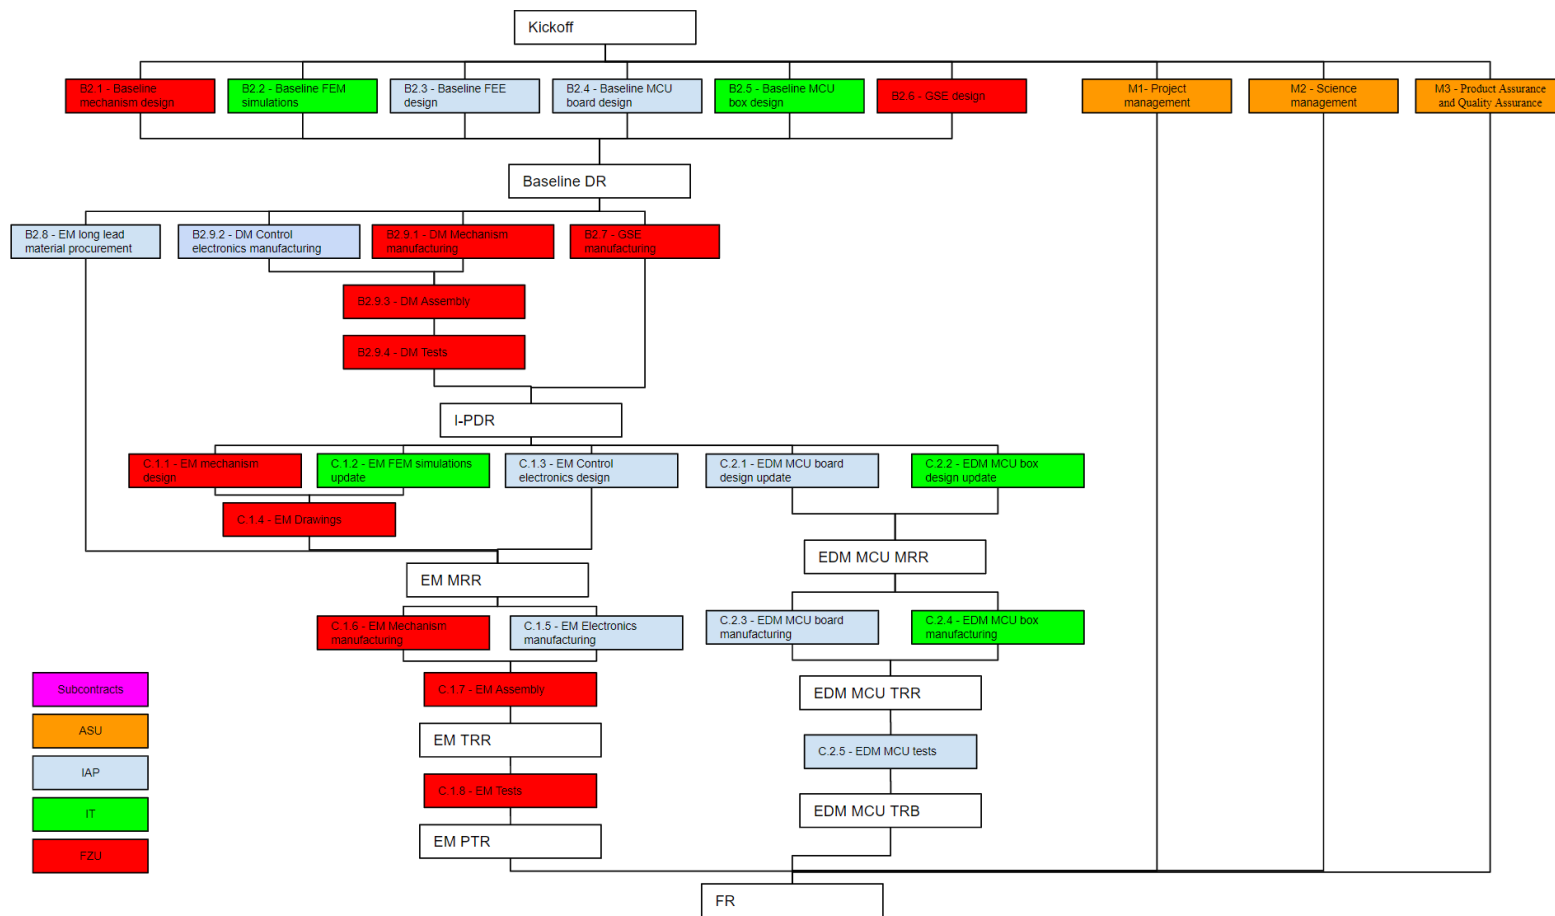 Kickoff
B2.1 - Baseline
mechanism design
B2.2 - Baseline FEM
simulations
B2.3 - Baseline FEE
design
B2.4 - Baseline MCU
board design
B2.5 - Baseline MCU
box design
B2.6 - GSE design
M1- Project
management
M2 - Science
management
M3 - Product Assurance
and Quality Assurance
Baseline DR
B2.8 - EM long lead
material procurement
B2.9.2 - DM Control
electronics manufacturing
B2.9.1 - DM Mechanism
manufacturing
B2.7 - GSE
manufacturing
B2.9.3 - DM Assembly
B2.9.4 - DM Tests
I-PDR
C.1.1 - EM mechanism
design
C.1.2 - EM FEM simulations
update
C.1.3 - EM Control
electronics design
C.2.1 - EDM MCU board
design update
C.2.2 - EDM MCU box
design update
C.1.4 - EM Drawings
EDM MCU MRR
EM MRR
C.1.6 - EM Mechanism
manufacturing
C.1.5 - EM Electronics
manufacturing
C.2.3 - EDM MCU board
manufacturing
C.2.4 - EDM MCU box
manufacturing
Subcontracts
C.1.7 - EM Assembly
EDM MCU TRR
ASU
EM TRR
C.2.5 - EDM MCU tests
IAP
C.1.8 - EM Tests
EDM MCU TRB
IT
EM PTR
FZU
FR